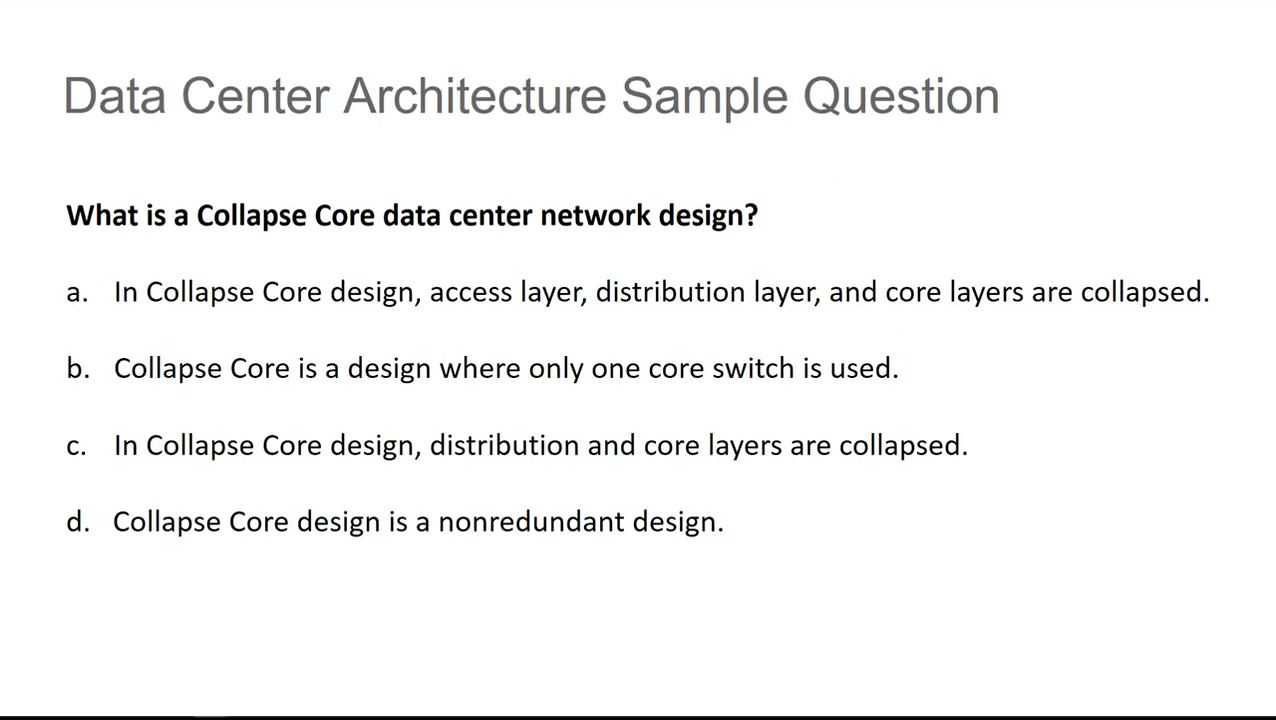 Data Center Architecture Sample Question
What is a Collapse Core data center network design?
a. In Collapse Core design, access layer, distribution layer, and core layers are collapsed.
b. Collapse Core is a design where only one core switch is used.
c. In Collapse Core design, distribution and core layers are collapsed.
d. Collapse Core design is a nonredundant design.